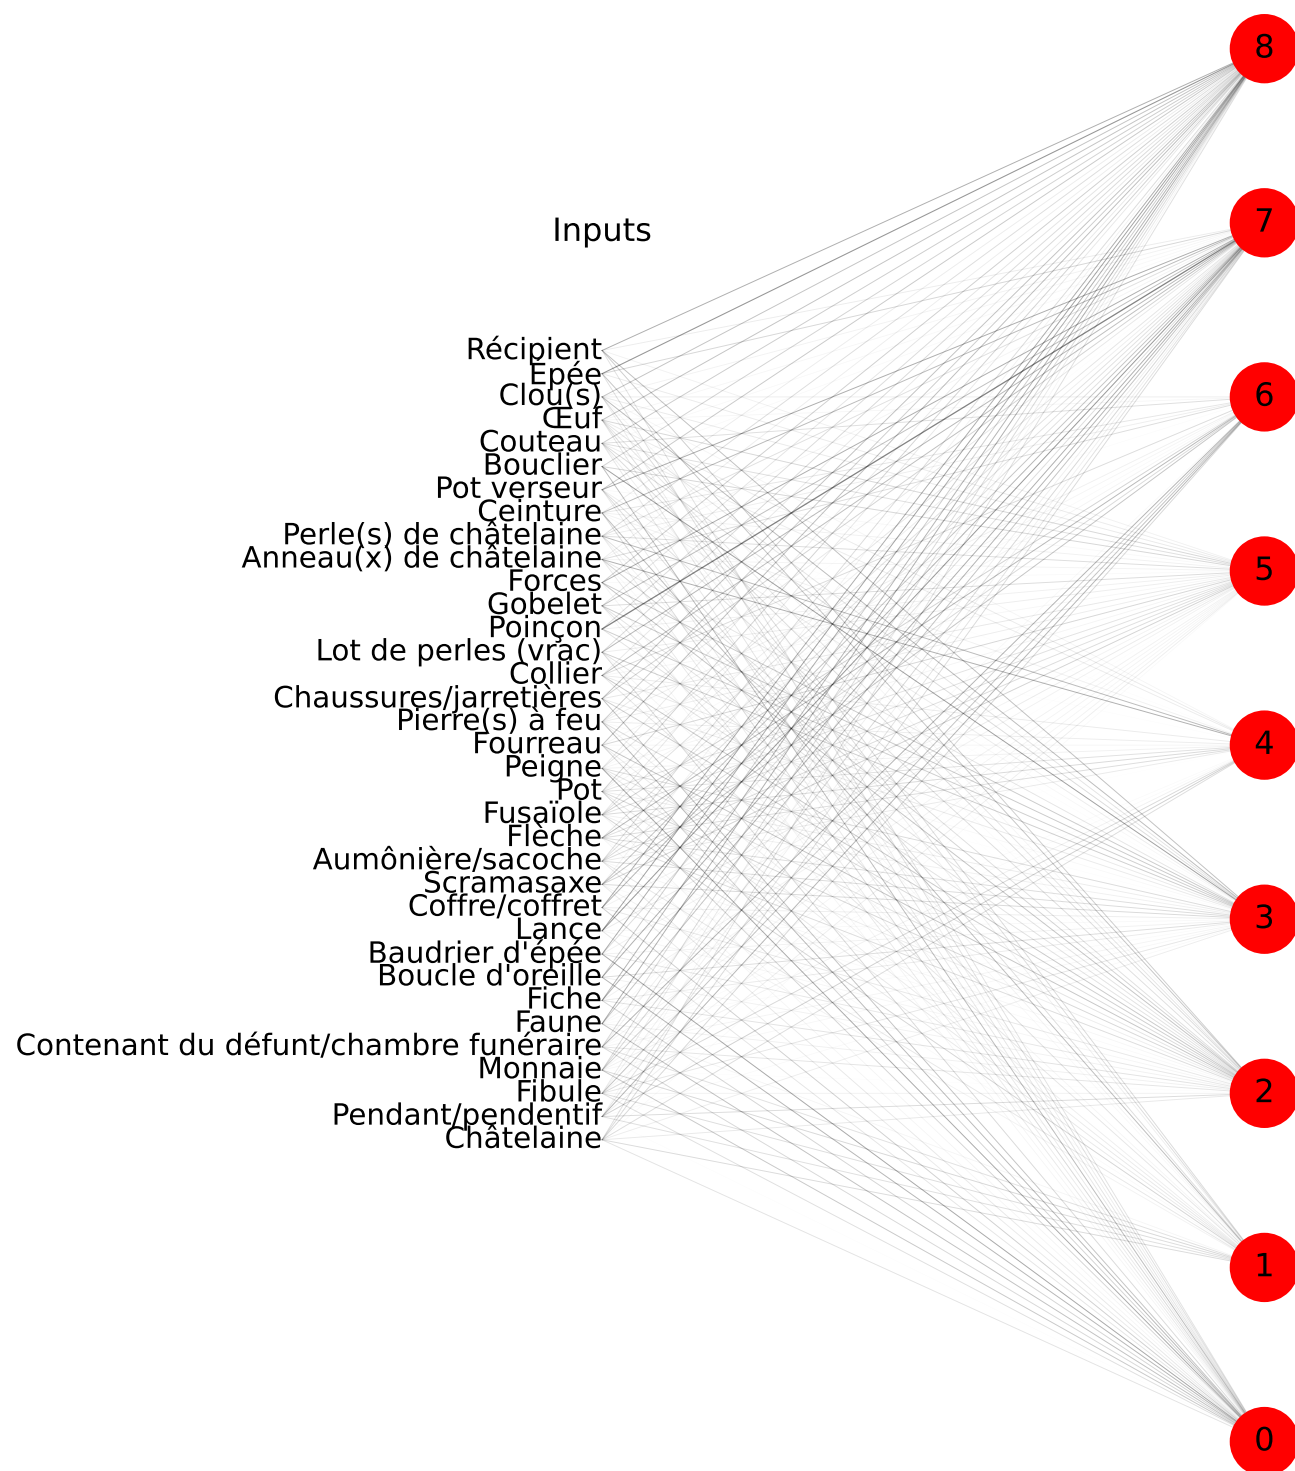 8
7
Inputs
Récipient
Épée
Clou(s)
6
Œuf
Couteau
Bouclier
Pot verseur
Ceinture
Perle(s) de châtelaine
Anneau(x) de châtelaine
5
Forces
Gobelet
Poinçon
Lot de perles (vrac)
Collier
Chaussures/jarretières
Pierre(s) à feu
Fourreau
4
Peigne
Pot
Fusaïole
Flèche
Aumônière/sacoche
Scramasaxe
Coffre/coffret
3
Lance
Baudrier d'épée
Boucle d'oreille
Fiche
Faune
Contenant du défunt/chambre funéraire
Monnaie
Fibule
2
Pendant/pendentif
Châtelaine
1
0